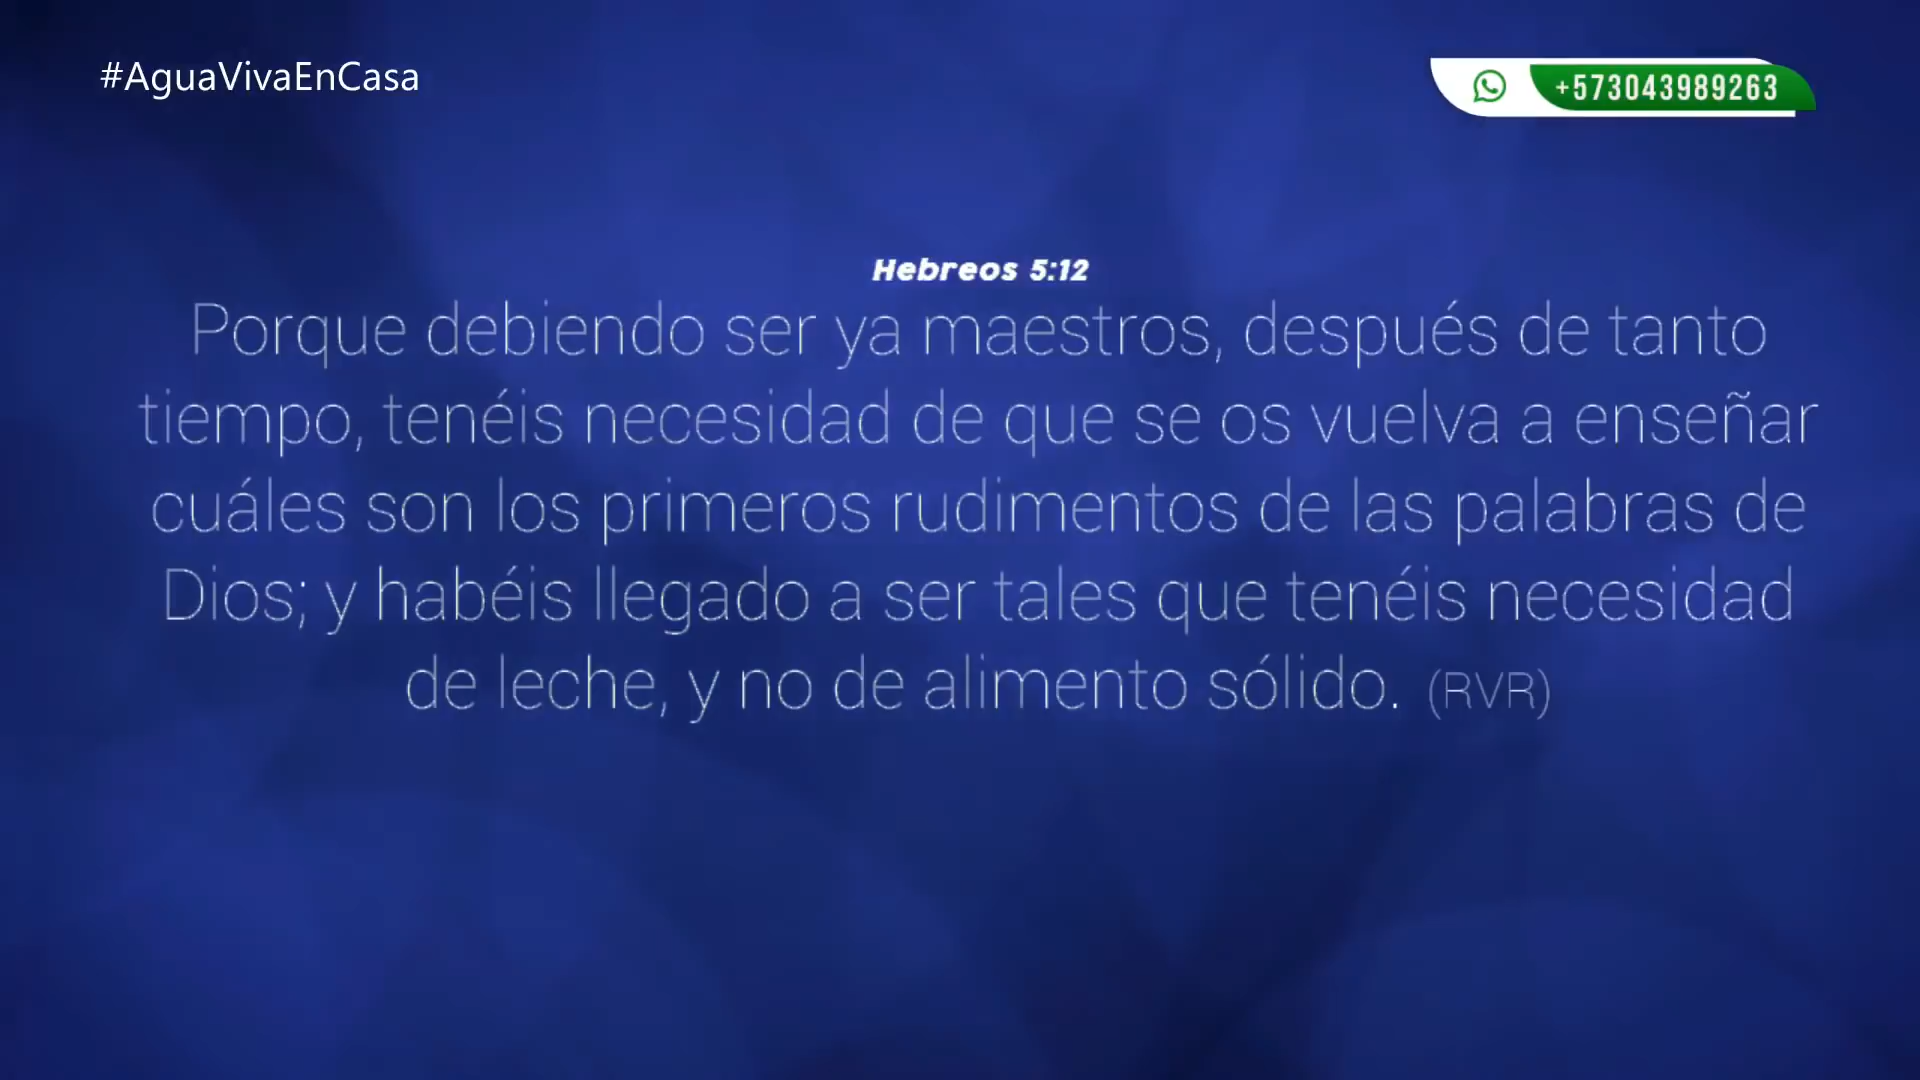 #AguaVivaEnCasa
+573043989263
Hebreos 5:12
Porque debiendo ser ya maestros, después de tanto
tiempo, tenéis necesidad de que se os vuelva a enseñar
cuáles son los primeros rudimentos de las palabras de
Dios; y habéis llegado a ser tales que tenéis necesidad
de leche, y no de alimento sólido. (RVR)